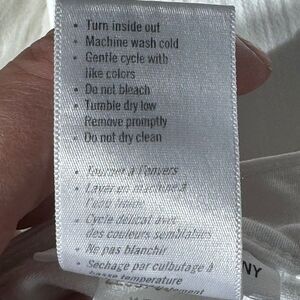 • Turn inside out
• Machine wash cold
• Gentle cycle with
like colors
• Do not bleach
• Tumble dry low
Remove promptly
• Do not dry clean
• Tourner à l'envers
• Laver en machine à
l'eau froide
• Cycle délicat avec
des couleurs semblables
• Ne pas blanchir
• Séchage par culbutage à
basse température
NY